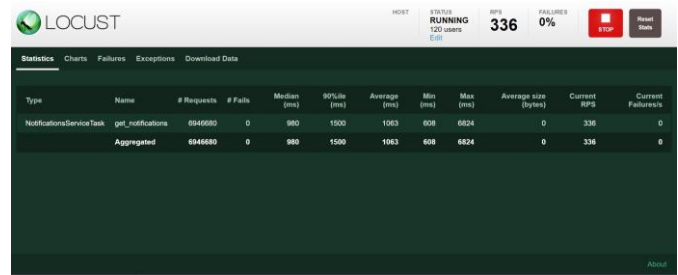 LOCUST
HOST
STATUS
RUNNING
120 users
Edit
RPS
336
FAILURES
0%
STOP
Reset Stats
Statistics Charts Failures Exceptions Download Data
Type Name # Requests # Fails Median (ms) 90%ile (ms) Average (ms) Min (ms) Max (ms) Average size (bytes) Current RPS Current Failures/s
NotificationsServiceTask get_notifications 6946680 0 980 1500 1063 608 6824 0 336 0
Aggregated 6946680 0 980 1500 1063 608 6824 0 336 0
About